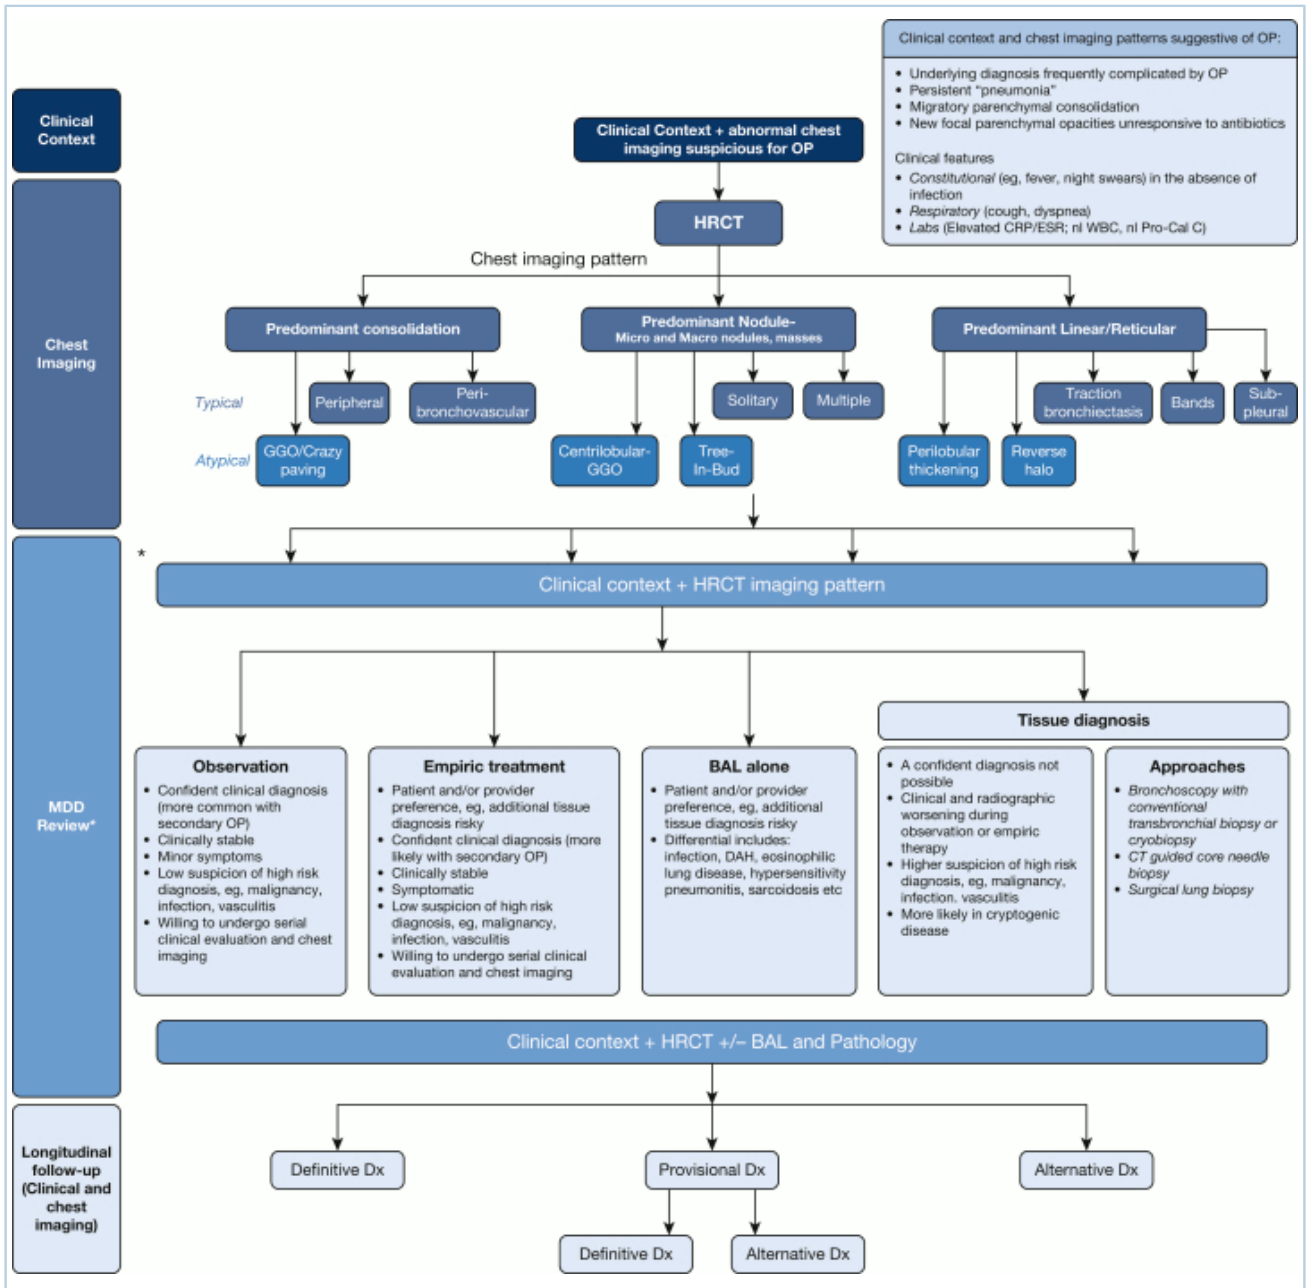 Clinical context and chest imaging patterns suggestive of OP:
• Underlying diagnosis frequently complicated by OP
• Persistent "pneumonia"
• Migratory parenchymal consolidation
• New focal parenchymal opacities unresponsive to antibiotics
Clinical features
• Constitutional (eg, fever, night swears) in the absence of
infection
• Respiratory (cough, dyspnea)
• Labs (Elevated CRP/ESR; nl WBC, nl Pro-Cal C)
Clinical
Context
Clinical Context + abnormal chest
imaging suspicious for OP
HRCT
Chest imaging pattern
Chest
Imaging
Predominant consolidation
Predominant Nodule-
Micro and Macro nodules, masses
Predominant Linear/Reticular
Typical
Peripheral
Peri-
bronchovascular
Solitary
Multiple
Traction
bronchiectasis
Bands
Sub-
pleural
Atypical
GGO/Crazy
paving
Centrilobular-
GGO
Tree-
In-Bud
Perilobular
thickening
Reverse
halo
*
Clinical context + HRCT imaging pattern
MDD
Review*
Observation
• Confident clinical diagnosis
(more common with
secondary OP)
• Clinically stable
• Minor symptoms
• Low suspicion of high risk
diagnosis, eg, malignancy,
infection, vasculitis
• Willing to undergo serial
clinical evaluation and chest
imaging
Empiric treatment
• Patient and/or provider
preference, eg, additional tissue
diagnosis risky
• Confident clinical diagnosis (more
likely with secondary OP)
• Clinically stable
• Symptomatic
• Low suspicion of high risk
diagnosis, eg, malignancy,
infection, vasculitis
• Willing to undergo serial clinical
evaluation and chest imaging
BAL alone
• Patient and/or provider
preference, eg, additional
tissue diagnosis risky
• Differential includes:
infection, DAH, eosinophilic
lung disease, hypersensitivity
pneumonitis, sarcoidosis etc
Tissue diagnosis
• A confident diagnosis not
possible
• Clinical and radiographic
worsening during
observation or empiric
therapy
• Higher suspicion of high risk
diagnosis, eg, malignancy,
infection, vasculitis
• More likely in cryptogenic
disease
Approaches
• Bronchoscopy with
conventional
transbronchial biopsy or
cryobiopsy
• CT guided core needle
biopsy
• Surgical lung biopsy
Clinical context + HRCT +/– BAL and Pathology
Longitudinal
follow-up
(Clinical and
chest
imaging)
Definitive Dx
Provisional Dx
Alternative Dx
Definitive Dx
Alternative Dx